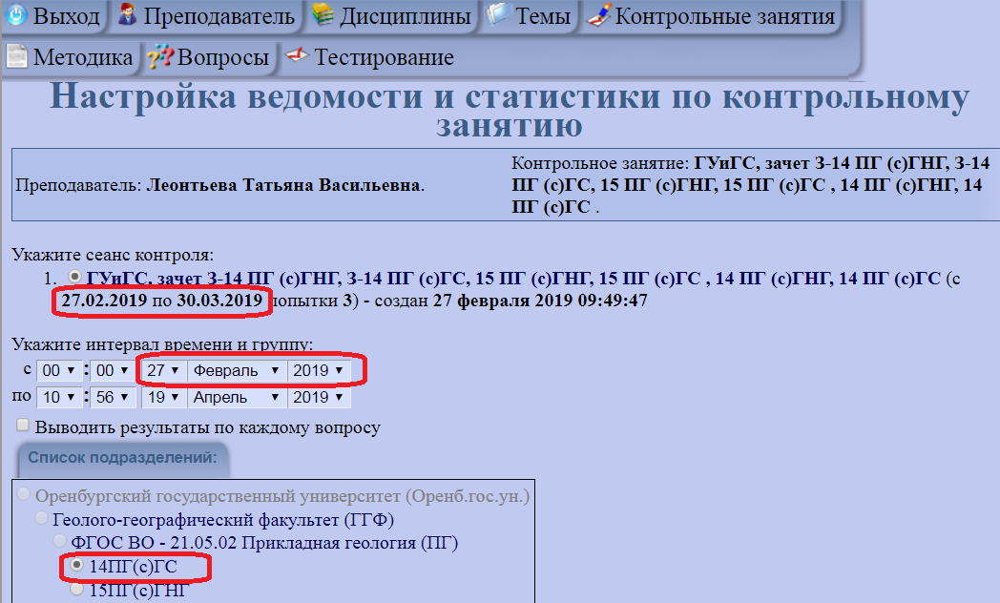 Выход Преподаватель Дисциплины Темы Контрольные занятия
Методика Вопросы Тестирование
Настройка ведомости и статистики по контрольному
занятию
Преподаватель: Леонтьева Татьяна Васильевна.
Контрольное занятие: ГУиГС, зачет З-14 ПГ (с)ГНГ, З-14
ПГ (с)ГС, 15 ПГ (с)ГНГ, 15 ПГ (с)ГС , 14 ПГ (с)ГНГ, 14
ПГ (с)ГС .
Укажите сеанс контроля:
1. ГУиГС, зачет З-14 ПГ (с)ГНГ, З-14 ПГ (с)ГС, 15 ПГ (с)ГНГ, 15 ПГ (с)ГС , 14 ПГ (с)ГНГ, 14 ПГ (с)ГС (с
27.02.2019 по 30.03.2019 попытки 3) - создан 27 февраля 2019 09:49:47
Укажите интервал времени и группу:
с 00 : 00 27 Февраль 2019
по 10 : 56 19 Апрель 2019
Выводить результаты по каждому вопросу
Список подразделений:
Оренбургский государственный университет (Оренб.гос.ун.)
Геолого-географический факультет (ГГФ)
ФГОС ВО - 21.05.02 Прикладная геология (ПГ)
14ПГ(с)ГС
15ПГ(с)ГНГ